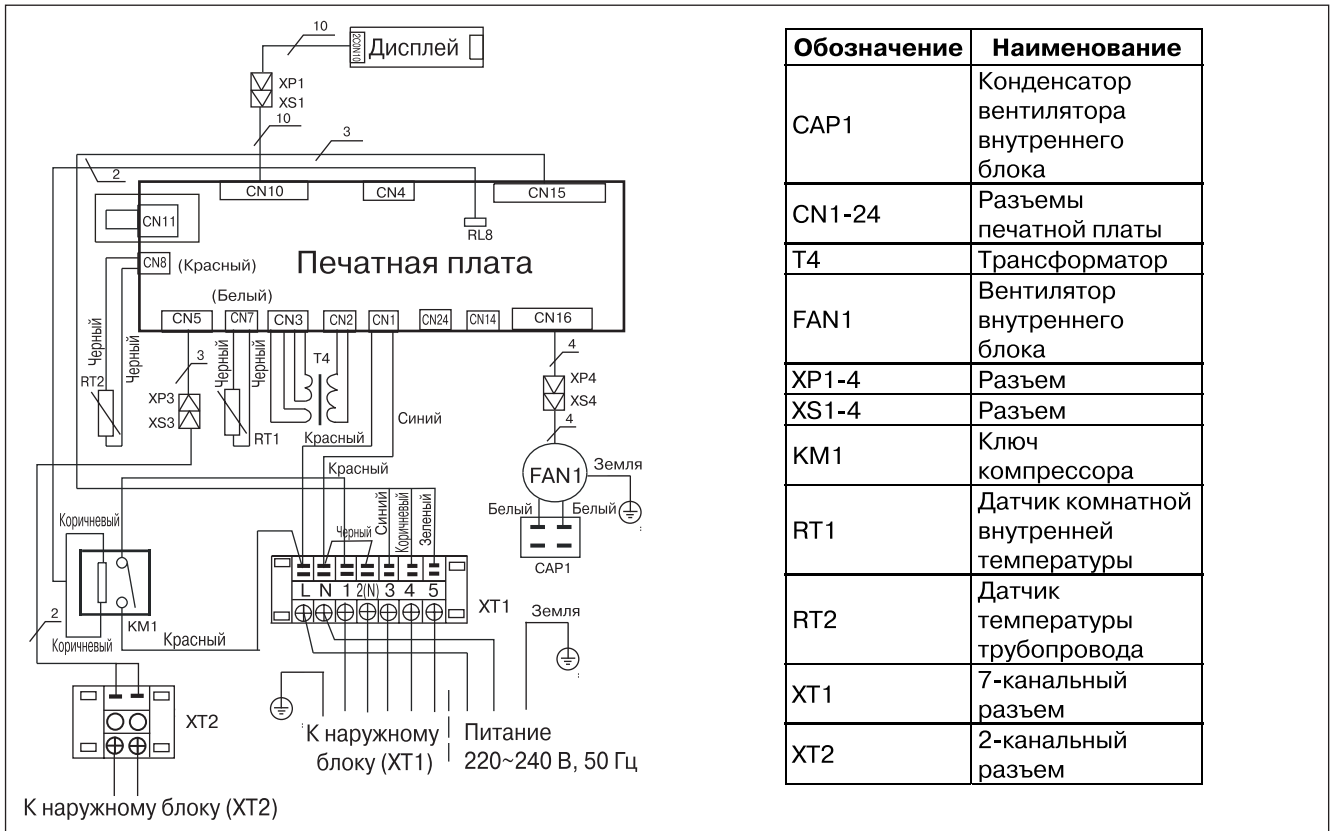 10
2C0N10
Дисплей
XP1
XS1
10
3
2
CN10
CN4
CN15
CN11
RL8
CN8
(Красный)
Печатная плата
(Белый)
CN5
CN7
CN3
CN2
CN1
CN24
CN14
CN16
Черный
Черный
3
Черный
Черный
T4
4
RT2
XP3
XS3
XP4
XS4
RT1
Красный
Синий
4
Красный
FAN1
Земля
Коричневый
Черный
Синий
Коричневый
Зеленый
Белый
Белый
CAP1
L N 1 2(N) 3 4 5
XT1
2
KM1
Коричневый
Красный
Земля
XT2
К наружному
блоку (XT1)
Питание
220~240 В, 50 Гц
К наружному блоку (XT2)
Обозначение Наименование
CAP1
Конденсатор
вентилятора
внутреннего
блока
CN1-24
Разъемы
печатной платы
T4
Трансформатор
FAN1
Вентилятор
внутреннего
блока
XP1-4
Разъем
XS1-4
Разъем
KM1
Ключ
компрессора
RT1
Датчик комнатной
внутренней
температуры
RT2
Датчик
температуры
трубопровода
XT1
7-канальный
разъем
XT2
2-канальный
разъем